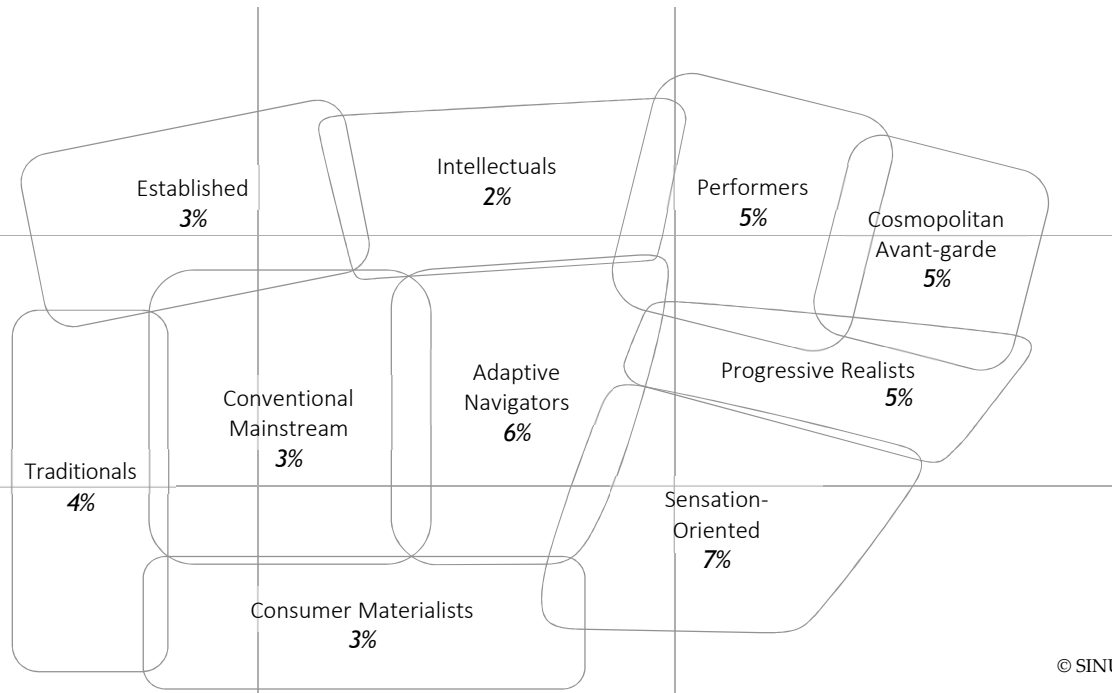 Established
3%
Intellectuals
2%
Performers
5%
Cosmopolitan
Avant-garde
5%
Traditionals
4%
Conventional
Mainstream
3%
Adaptive
Navigators
6%
Progressive Realists
5%
Sensation-
Oriented
7%
Consumer Materialists
3%
© SINU